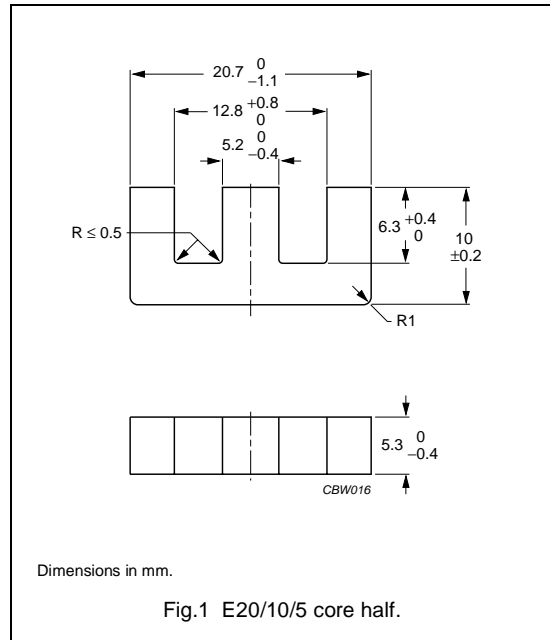 20.7 0 −1.1
12.8 +0.8 0
5.2 0 −0.4
R ≤ 0.5
6.3 +0.4 0
10 ±0.2
R1
5.3 0 −0.4
CBW016
Dimensions in mm.
Fig.1 E20/10/5 core half.